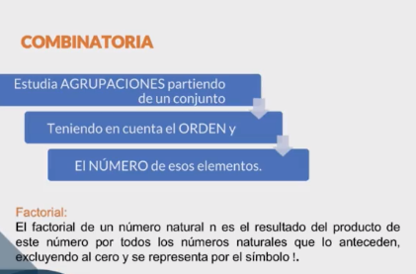 COMBINATORIA
Estudia AGRUPACIONES partiendo
de un conjunto
Teniendo en cuenta el ORDEN y
El NÚMERO de esos elementos.
Factorial:
El factorial de un número natural n es el resultado del producto de
este número por todos los números naturales que lo anteceden,
excluyendo al cero y se representa por el símbolo !.